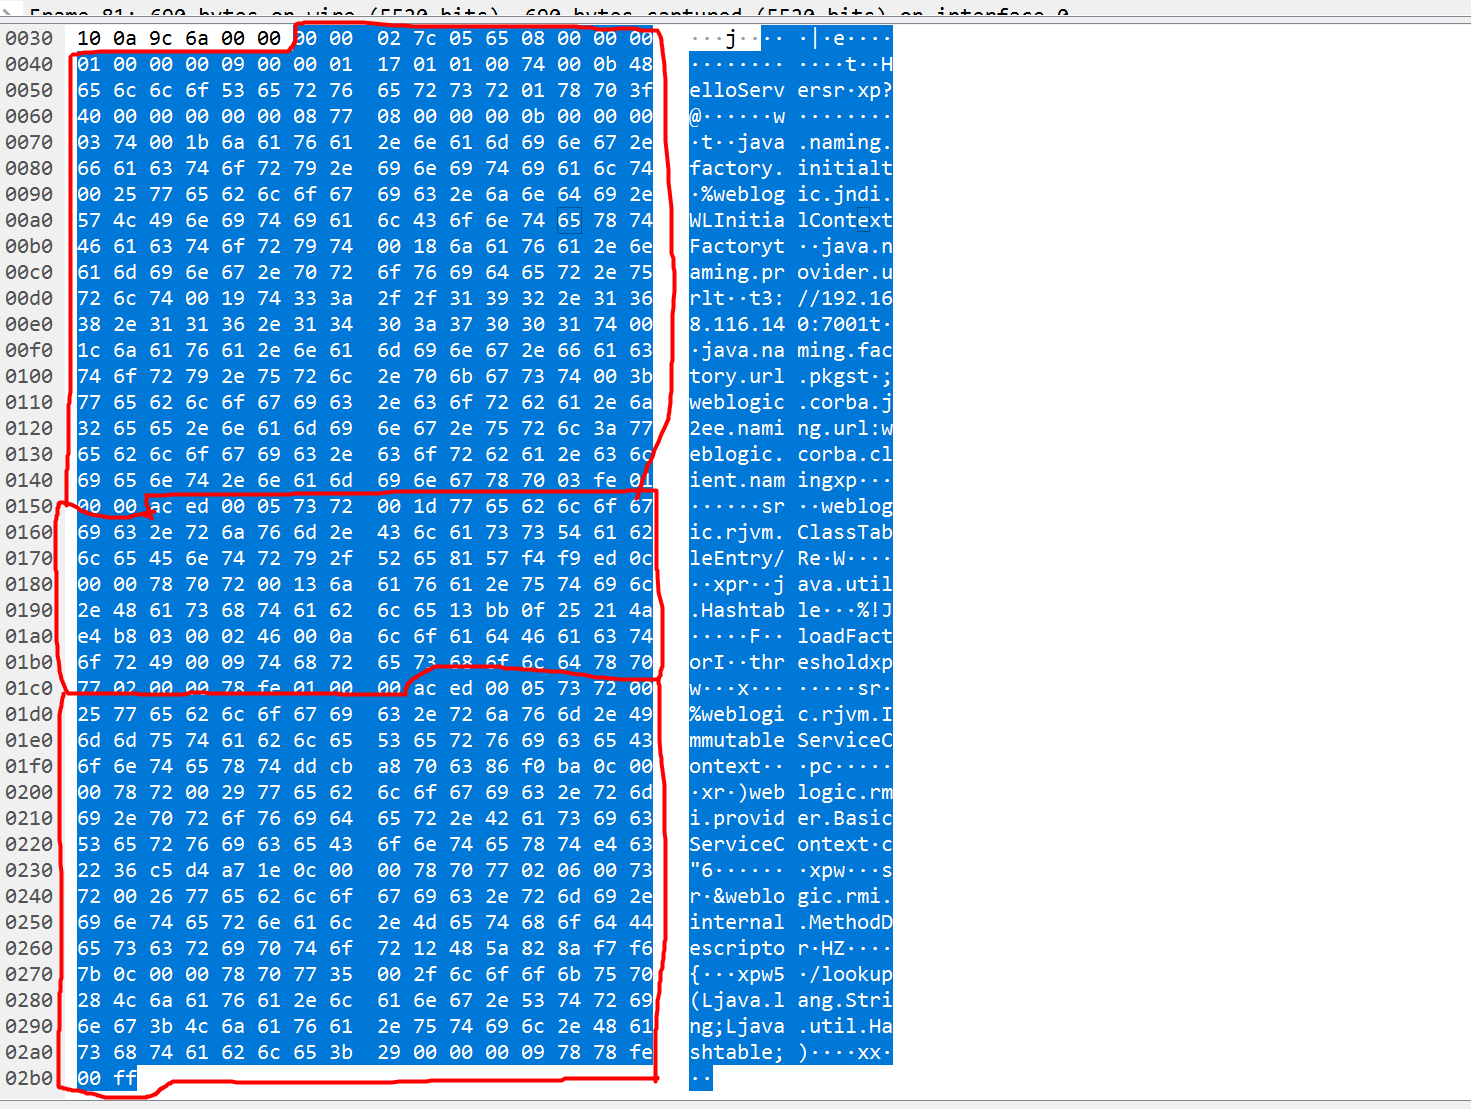 Frame 81: 690 bytes on wire (5520 bits), 690 bytes captured (5520 bits) on interface 0
0030 10 0a 9c 6a 00 00 00 00 02 7c 05 65 08 00 00 00 ···j·· ·· ·|·e····
0040 01 00 00 00 09 00 00 01 17 01 01 00 74 00 0b 48 ········ ····t··H
0050 65 6c 6c 6f 53 65 72 76 65 72 73 72 01 78 70 3f elloServ ersr·xp?
0060 40 00 00 00 00 00 08 77 08 00 00 00 0b 00 00 00 @······w ········
0070 03 74 00 1b 6a 61 76 61 2e 6e 61 6d 69 6e 67 2e ·t··java .naming.
0080 66 61 63 74 6f 72 79 2e 69 6e 69 74 69 61 6c 74 factory. initialt
0090 00 25 77 65 62 6c 6f 67 69 63 2e 6a 6e 64 69 2e ·%weblog ic.jndi.
00a0 57 4c 49 6e 69 74 69 61 6c 43 6f 6e 74 65 78 74 WLInitia lContext
00b0 46 61 63 74 6f 72 79 74 00 18 6a 61 76 61 2e 6e Factoryt ··java.n
00c0 61 6d 69 6e 67 2e 70 72 6f 76 69 64 65 72 2e 75 aming.pr ovider.u
00d0 72 6c 74 00 19 74 33 3a 2f 2f 31 39 32 2e 31 36 rlt··t3: //192.16
00e0 38 2e 31 31 36 2e 31 34 30 3a 37 30 30 31 74 00 8.116.14 0:7001t·
00f0 1c 6a 61 76 61 2e 6e 61 6d 69 6e 67 2e 66 61 63 ·java.na ming.fac
0100 74 6f 72 79 2e 75 72 6c 2e 70 6b 67 73 74 00 3b tory.url .pkgst·;
0110 77 65 62 6c 6f 67 69 63 2e 63 6f 72 62 61 2e 6a weblogic .corba.j
0120 32 65 65 2e 6e 61 6d 69 6e 67 2e 75 72 6c 3a 77 2ee.nami ng.url:w
0130 65 62 6c 6f 67 69 63 2e 63 6f 72 62 61 2e 63 6c eblogic. corba.cl
0140 69 65 6e 74 2e 6e 61 6d 69 6e 67 78 70 03 fe 01 ient.nam ingxp···
0150 00 00 ac ed 00 05 73 72 00 1d 77 65 62 6c 6f 67 ······sr ··weblog
0160 69 63 2e 72 6a 76 6d 2e 43 6c 61 73 73 54 61 62 ic.rjvm. ClassTab
0170 6c 65 45 6e 74 72 79 2f 52 65 81 57 f4 f9 ed 0c leEntry/ Re·W····
0180 00 00 78 70 72 00 13 6a 61 76 61 2e 75 74 69 6c ··xpr··j ava.util
0190 2e 48 61 73 68 74 61 62 6c 65 13 bb 0f 25 21 4a .Hashtab le···%!J
01a0 e4 b8 03 00 02 46 00 0a 6c 6f 61 64 46 61 63 74 ·····F·· loadFact
01b0 6f 72 49 00 09 74 68 72 65 73 68 6f 6c 64 78 70 orI··thr esholdxp
01c0 77 02 00 00 78 fe 01 00 00 ac ed 00 05 73 72 00 w···x··· ·····sr·
01d0 25 77 65 62 6c 6f 67 69 63 2e 72 6a 76 6d 2e 49 %weblogi c.rjvm.I
01e0 6d 6d 75 74 61 62 6c 65 53 65 72 76 69 63 65 43 mmutable ServiceC
01f0 6f 6e 74 65 78 74 dd cb a8 70 63 86 f0 ba 0c 00 ontext·· ·pc·····
0200 00 78 72 00 29 77 65 62 6c 6f 67 69 63 2e 72 6d ·xr·)web logic.rm
0210 69 2e 70 72 6f 76 69 64 65 72 2e 42 61 73 69 63 i.provid er.Basic
0220 53 65 72 76 69 63 65 43 6f 6e 74 65 78 74 e4 63 ServiceC ontext·c
0230 22 36 c5 d4 a7 1e 0c 00 00 78 70 77 02 06 00 73 "6······ ·xpw···s
0240 72 00 26 77 65 62 6c 6f 67 69 63 2e 72 6d 69 2e r·&weblo gic.rmi.
0250 69 6e 74 65 72 6e 61 6c 2e 4d 65 74 68 6f 64 44 internal .MethodD
0260 65 73 63 72 69 70 74 6f 72 12 48 5a 82 8a f7 f6 escripto r·HZ····
0270 7b 0c 00 00 78 70 77 35 00 2f 6c 6f 6f 6b 75 70 {···xpw5 ·/lookup
0280 28 4c 6a 61 76 61 2e 6c 61 6e 67 2e 53 74 72 69 (Ljava.l ang.Stri
0290 6e 67 3b 4c 6a 61 76 61 2e 75 74 69 6c 2e 48 61 ng;Ljava .util.Ha
02a0 73 68 74 61 62 6c 65 3b 29 00 00 00 09 78 78 fe shtable; )····xx·
02b0 00 ff ··